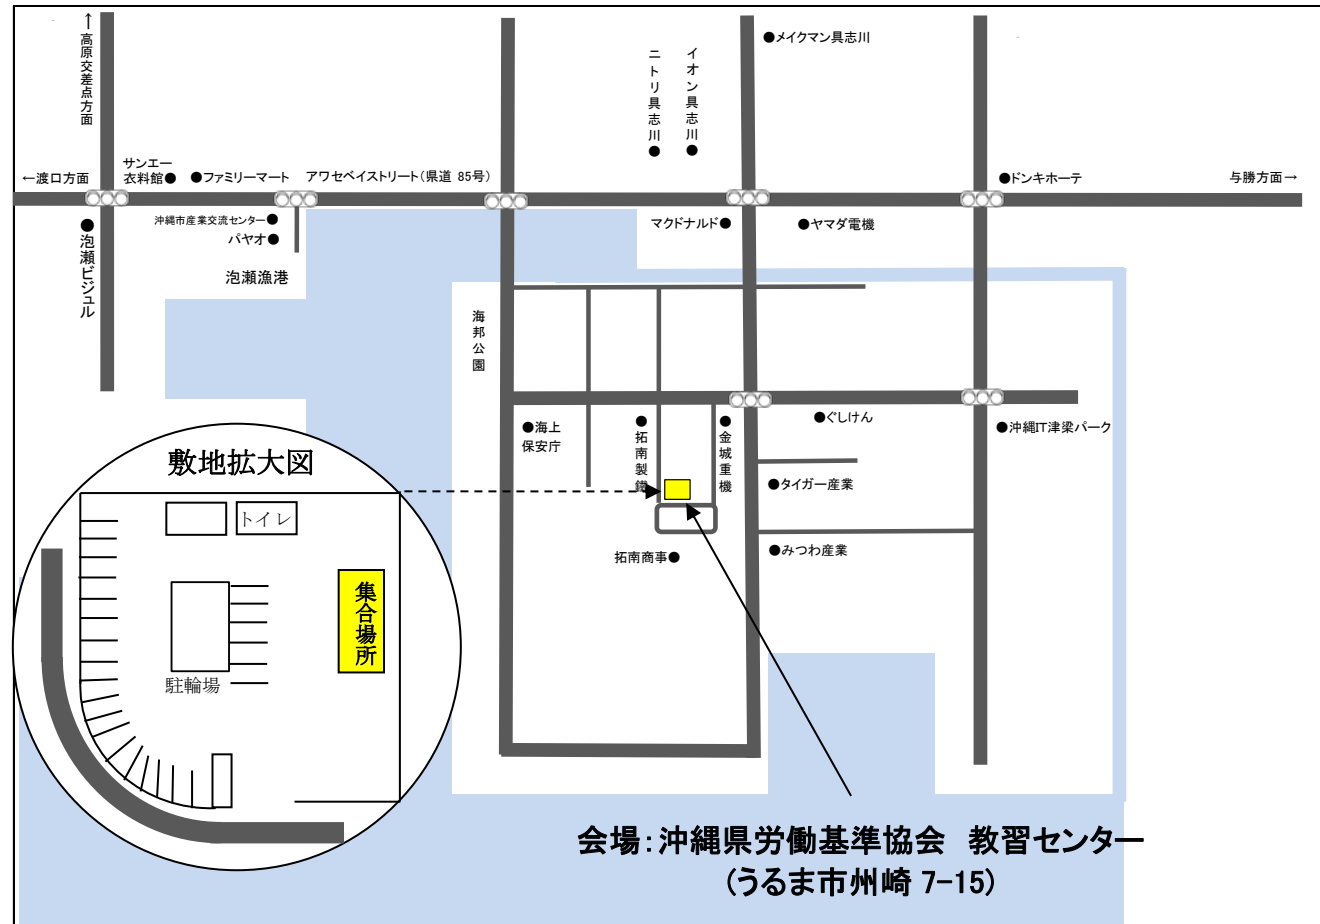 ↑高原交差点方面
●メイクマン具志川
ニトリ具志川●
イオン具志川●
←渡口方面
サンエー
衣料館●
●ファミリーマート
アワセベイストリート(県道 85号)
●ドンキホーテ
与勝方面→
●泡瀬ビジュル
沖縄市産業交流センター●
パヤオ●
泡瀬漁港
マクドナルド●
●ヤマダ電機
海邦公園
●海上
保安庁
●拓南製鐵
●金城重機
●ぐしけん
●沖縄IT津梁パーク
●タイガー産業
●みつわ産業
拓南商事●
敷地拡大図
トイレ
集合場所
駐輪場
会場:沖縄県労働基準協会 教習センター
(うるま市州崎 7-15)